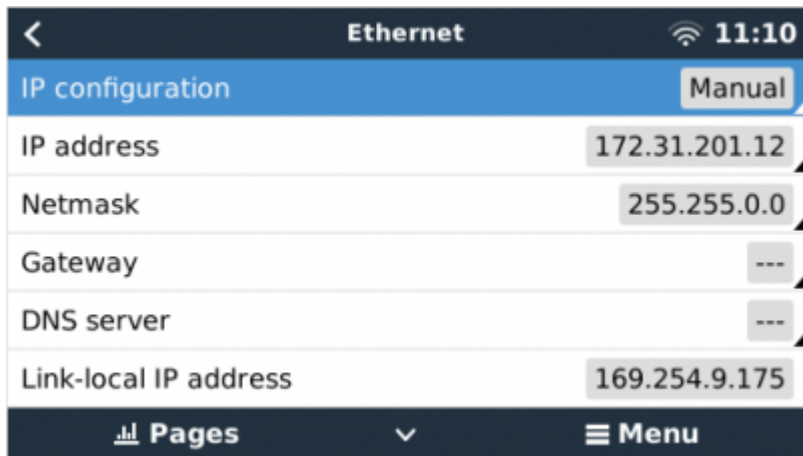 Ethernet 11:10
IP configuration Manual
IP address 172.31.201.12
Netmask 255.255.0.0
Gateway ---
DNS server ---
Link-local IP address 169.254.9.175
Pages Menu